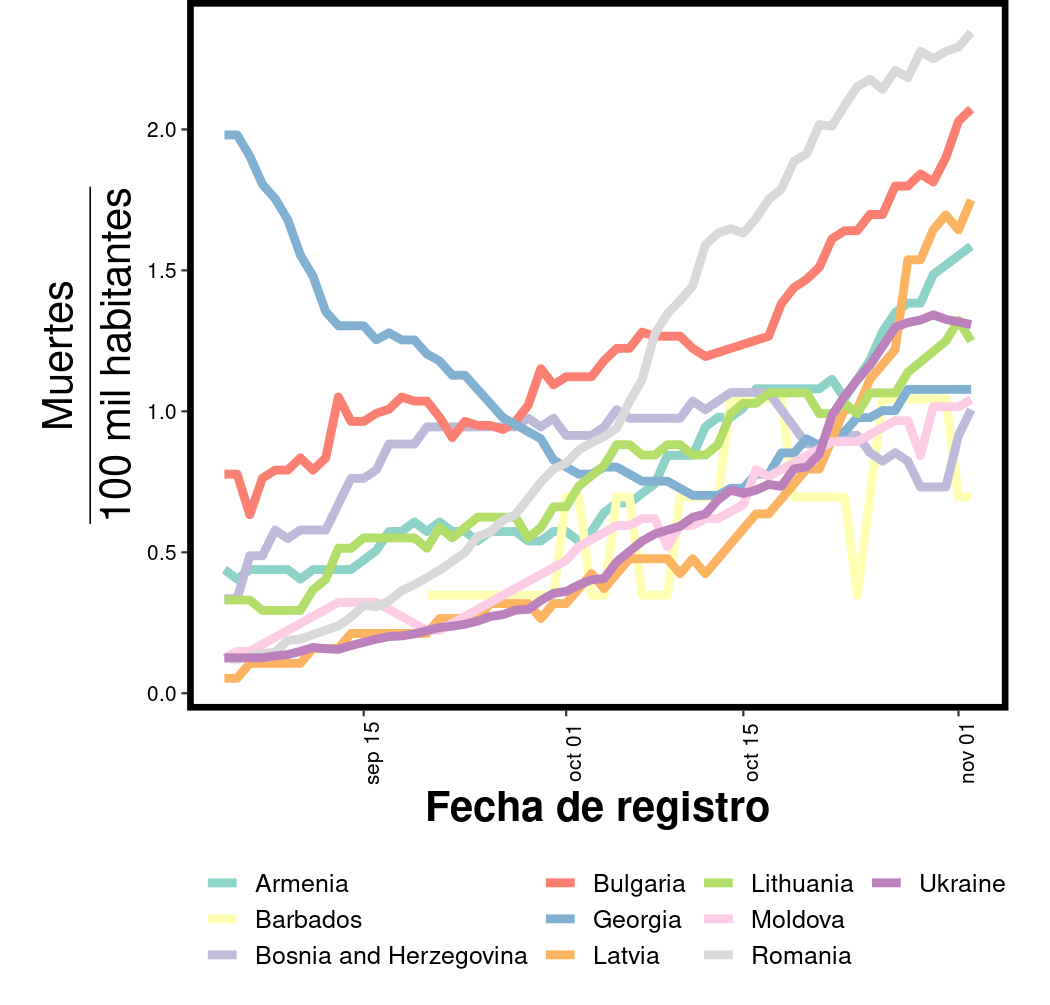 Muertes
100 mil habitantes
2.0
1.5
1.0
0.5
0.0
sep 15
oct 01
oct 15
nov 01
Fecha de registro
Armenia
Barbados
Bosnia and Herzegovina
Bulgaria
Georgia
Latvia
Lithuania
Moldova
Romania
Ukraine